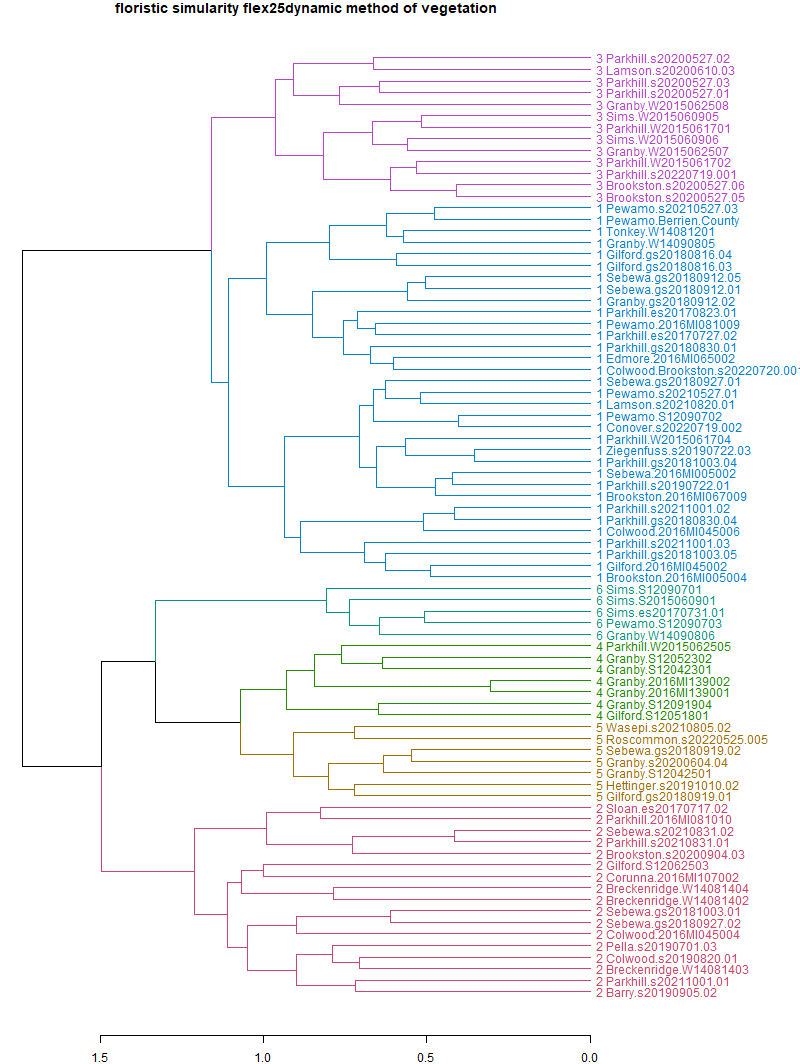 floristic simularity flex25dynamic method of vegetation
3 Parkhill.s20200527.02
3 Lamson.s20200610.03
3 Parkhill.s20200527.03
3 Parkhill.s20200527.01
3 Granby.W2015062508
3 Sims.W2015060905
3 Parkhill.W2015061701
3 Sims.W2015060906
3 Granby.W2015062507
3 Parkhill.W2015061702
3 Parkhill.s20220719.001
3 Brookston.s20200527.06
3 Brookston.s20200527.05
1 Pewamo.s20210527.03
1 Pewamo.Berrien.County
1 Tonkey.W14081201
1 Granby.W14090805
1 Gilford.gs20180816.04
1 Gilford.gs20180816.03
1 Sebewa.gs20180912.05
1 Sebewa.gs20180912.01
1 Granby.gs20180912.02
1 Parkhill.es20170823.01
1 Pewamo.2016MI081009
1 Parkhill.es20170727.02
1 Parkhill.gs20180830.01
1 Edmore.2016MI065002
1 Colwood.Brookston.s20220720.001
1 Sebewa.gs20180927.01
1 Pewamo.s20210527.01
1 Lamson.s20210820.01
1 Pewamo.S12090702
1 Conover.s20220719.002
1 Parkhill.W2015061704
1 Ziegenfuss.s20190722.03
1 Parkhill.gs20181003.04
1 Sebewa.2016MI005002
1 Parkhill.s20190722.01
1 Brookston.2016MI067009
1 Parkhill.s20211001.02
1 Parkhill.gs20180830.04
1 Colwood.2016MI045006
1 Parkhill.s20211001.03
1 Parkhill.gs20181003.05
1 Gilford.2016MI045002
1 Brookston.2016MI005004
6 Sims.S12090701
6 Sims.S2015060901
6 Sims.es20170731.01
6 Pewamo.S12090703
6 Granby.W14090806
4 Parkhill.W2015062505
4 Granby.S12052302
4 Granby.S12042301
4 Granby.2016MI139002
4 Granby.2016MI139001
4 Granby.S12091904
4 Gilford.S12051801
5 Wasepi.s20210805.02
5 Roscommon.s20220525.005
5 Sebewa.gs20180919.02
5 Granby.s20200604.04
5 Granby.S12042501
5 Hettinger.s20191010.02
5 Gilford.gs20180919.01
2 Sloan.es20170717.02
2 Parkhill.2016MI081010
2 Sebewa.s20210831.02
2 Parkhill.s20210831.01
2 Brookston.s20200904.03
2 Gilford.S12062503
2 Corunna.2016MI107002
2 Breckenridge.W14081404
2 Breckenridge.W14081402
2 Sebewa.gs20181003.01
2 Sebewa.gs20180927.02
2 Colwood.2016MI045004
2 Pella.s20190701.03
2 Colwood.s20190820.01
2 Breckenridge.W14081403
2 Parkhill.s20211001.01
2 Barry.s20190905.02
1.5 1.0 0.5 0.0